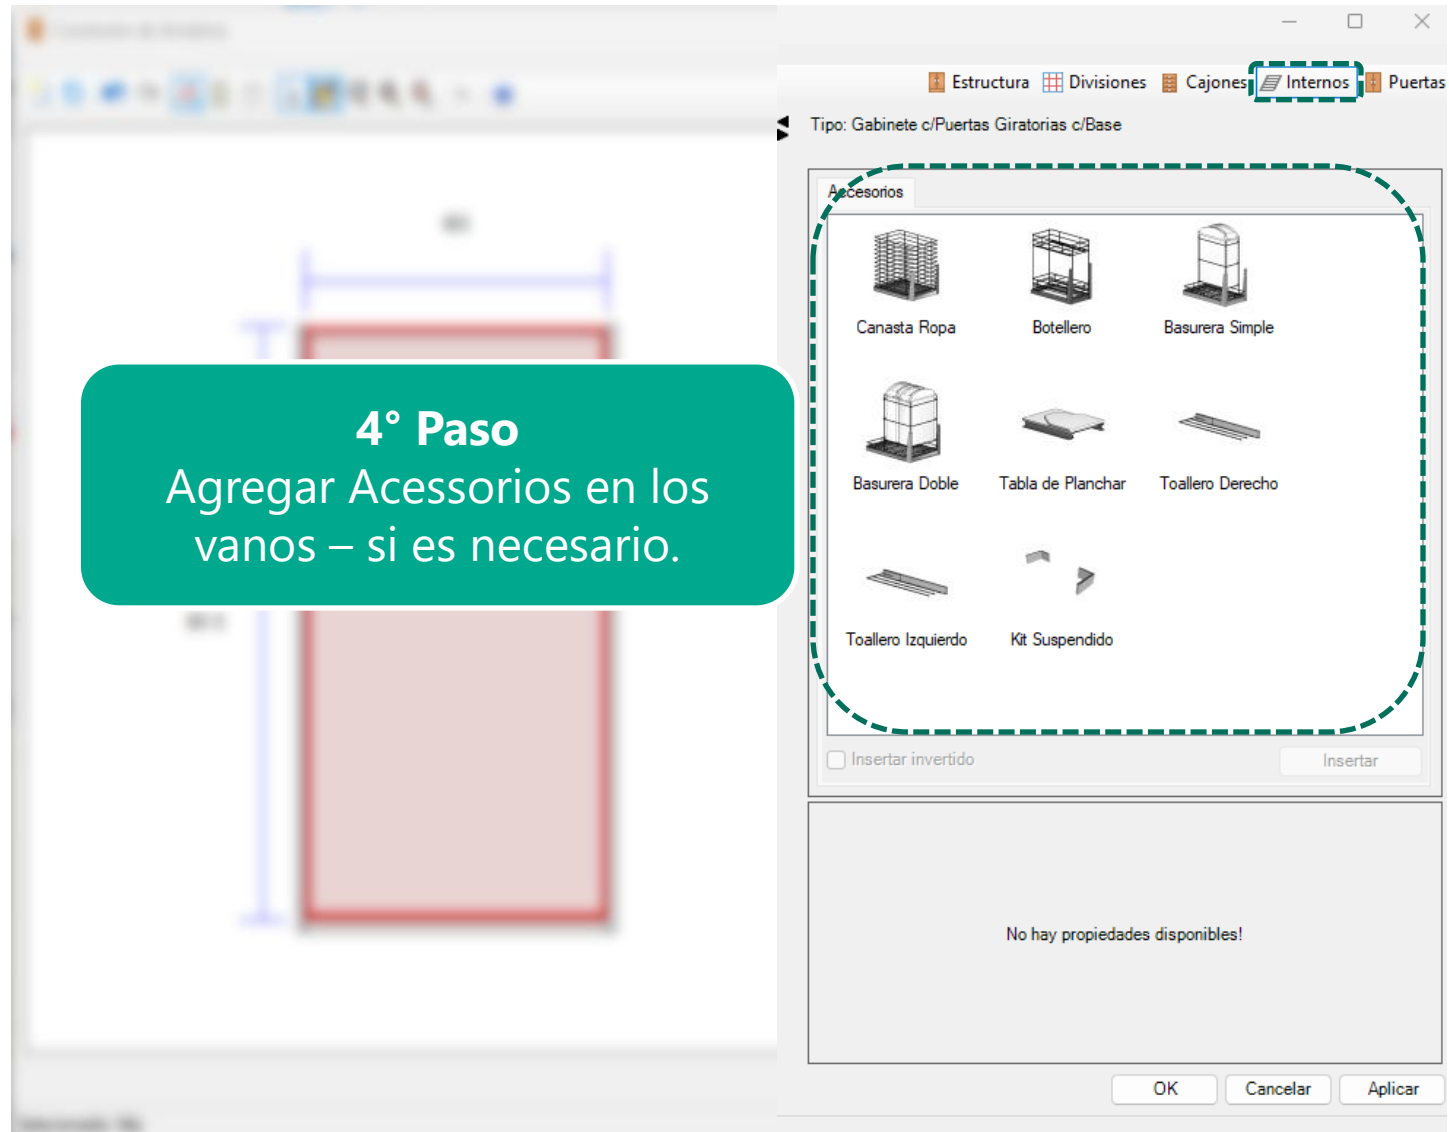 Estructura Divisiones Cajones Internos Puertas
Tipo: Gabinete c/Puertas Giratorias c/Base
Accesorios
Canasta Ropa Botellero Basurera Simple
Basurera Doble Tabla de Planchar Toallero Derecho
Toallero Izquierdo Kit Suspendido
Insertar invertido Insertar
No hay propiedades disponibles!
OK Cancelar Aplicar
4° Paso
Agregar Acessorios en los
vanos – si es necesario.